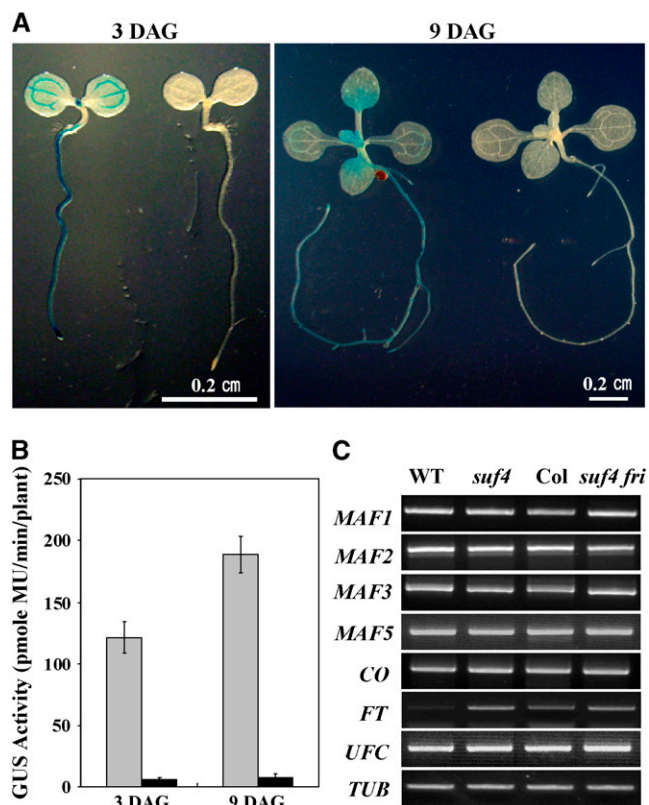 A
3 DAG 9 DAG
0.2 cm 0.2 cm
B
GUS Activity (pmole MU/min/plant)
250
200
150
100
50
0
3 DAG 9 DAG
C
WT suf4 Col suf4 fri
MAF1
MAF2
MAF3
MAF5
CO
FT
UFC
TUB